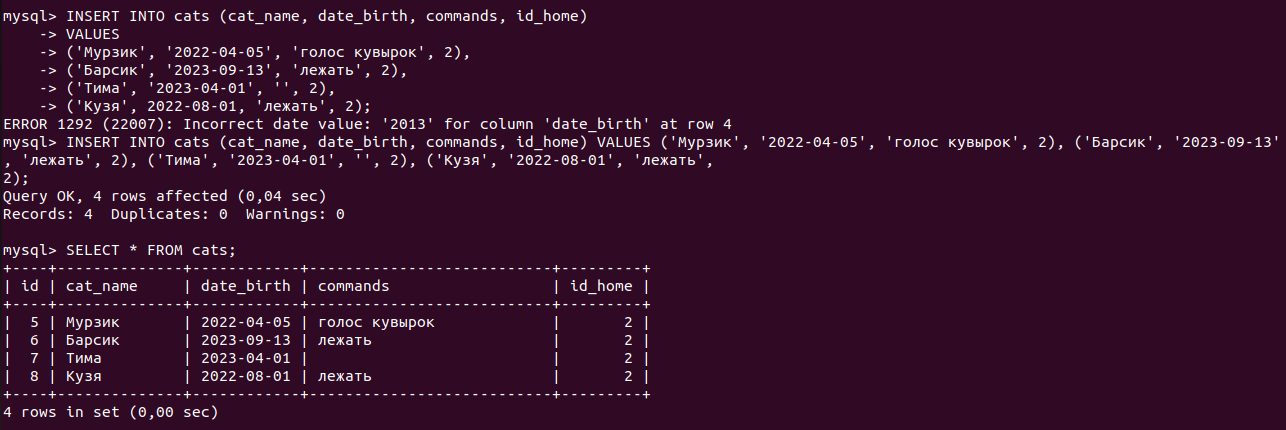 mysql> INSERT INTO cats (cat_name, date_birth, commands, id_home)
    -> VALUES
    -> ('Мурзик', '2022-04-05', 'голос кувырок', 2),
    -> ('Барсик', '2023-09-13', 'лежать', 2),
    -> ('Тима', '2023-04-01', '', 2),
    -> ('Кузя', 2022-08-01, 'лежать', 2);
ERROR 1292 (22007): Incorrect date value: '2013' for column 'date_birth' at row 4
mysql> INSERT INTO cats (cat_name, date_birth, commands, id_home) VALUES ('Мурзик', '2022-04-05', 'голос кувырок', 2), ('Барсик', '2023-09-13'
, 'лежать', 2), ('Тима', '2023-04-01', '', 2), ('Кузя', '2022-08-01', 'лежать',
2);
Query OK, 4 rows affected (0,04 sec)
Records: 4  Duplicates: 0  Warnings: 0
mysql> SELECT * FROM cats;
+----+--------------+------------+---------------------------+---------+
| id | cat_name     | date_birth | commands                  | id_home |
+----+--------------+------------+---------------------------+---------+
|  5 | Мурзик       | 2022-04-05 | голос кувырок             |       2 |
|  6 | Барсик       | 2023-09-13 | лежать                    |       2 |
|  7 | Тима         | 2023-04-01 |                           |       2 |
|  8 | Кузя         | 2022-08-01 | лежать                    |       2 |
+----+--------------+------------+---------------------------+---------+
4 rows in set (0,00 sec)